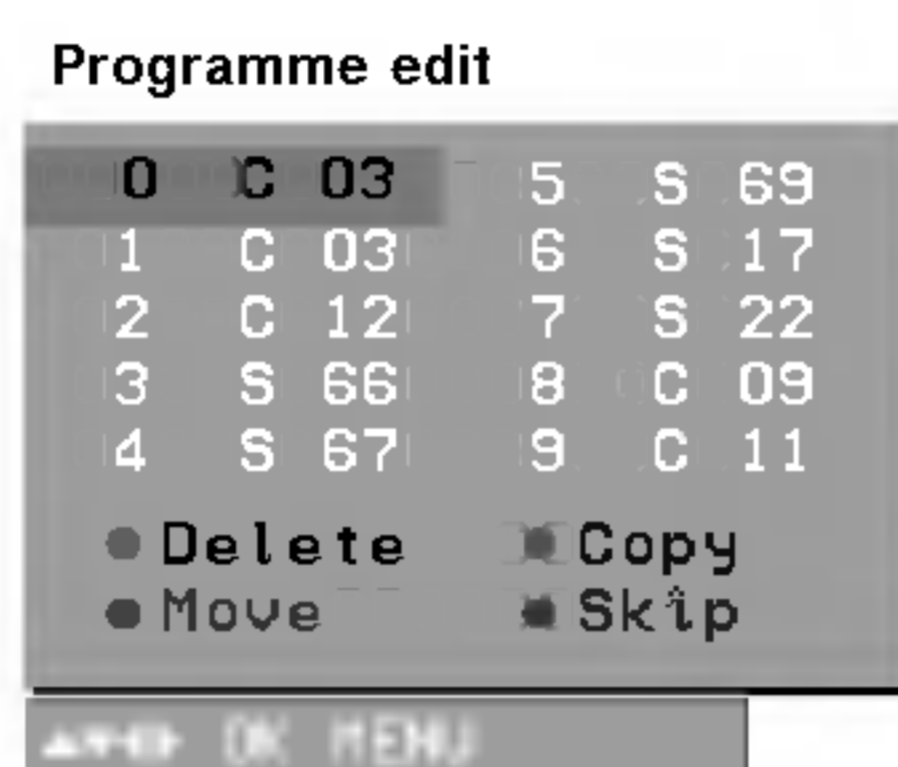 Programme edit
0 C 03 5 S 69
1 C 03 6 S 17
2 C 12 7 S 22
3 S 66 8 C 09
4 S 67 9 C 11
Delete Copy
Move Skip
OK MENU